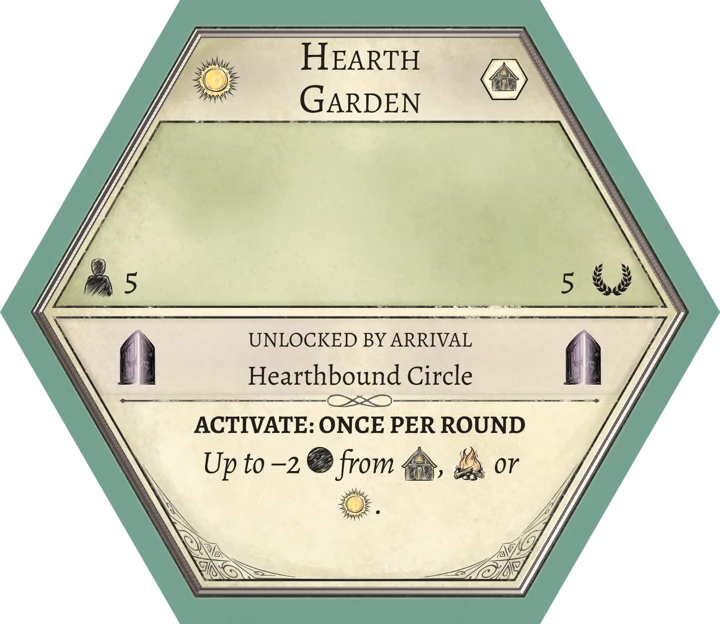 HEARTH
GARDEN
5
5
UNLOCKED BY ARRIVAL
Hearthbound Circle
ACTIVATE: ONCE PER ROUND
Up to –2 from , or
.